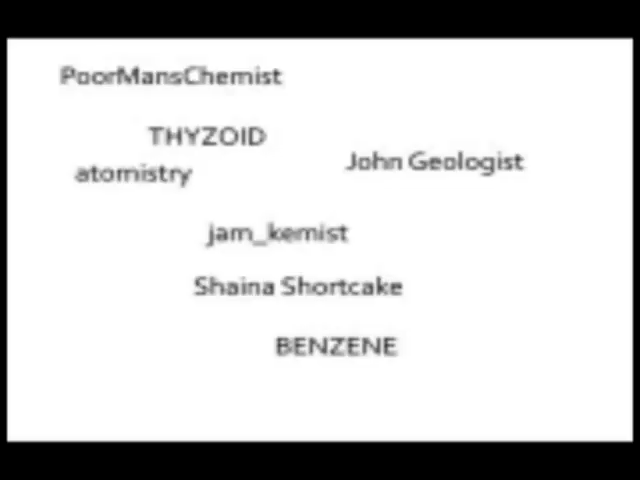 PoorMansChemist
THYZOID
John Geologist
atomistry
jam_kemist
Shaina Shortcake
BENZENE